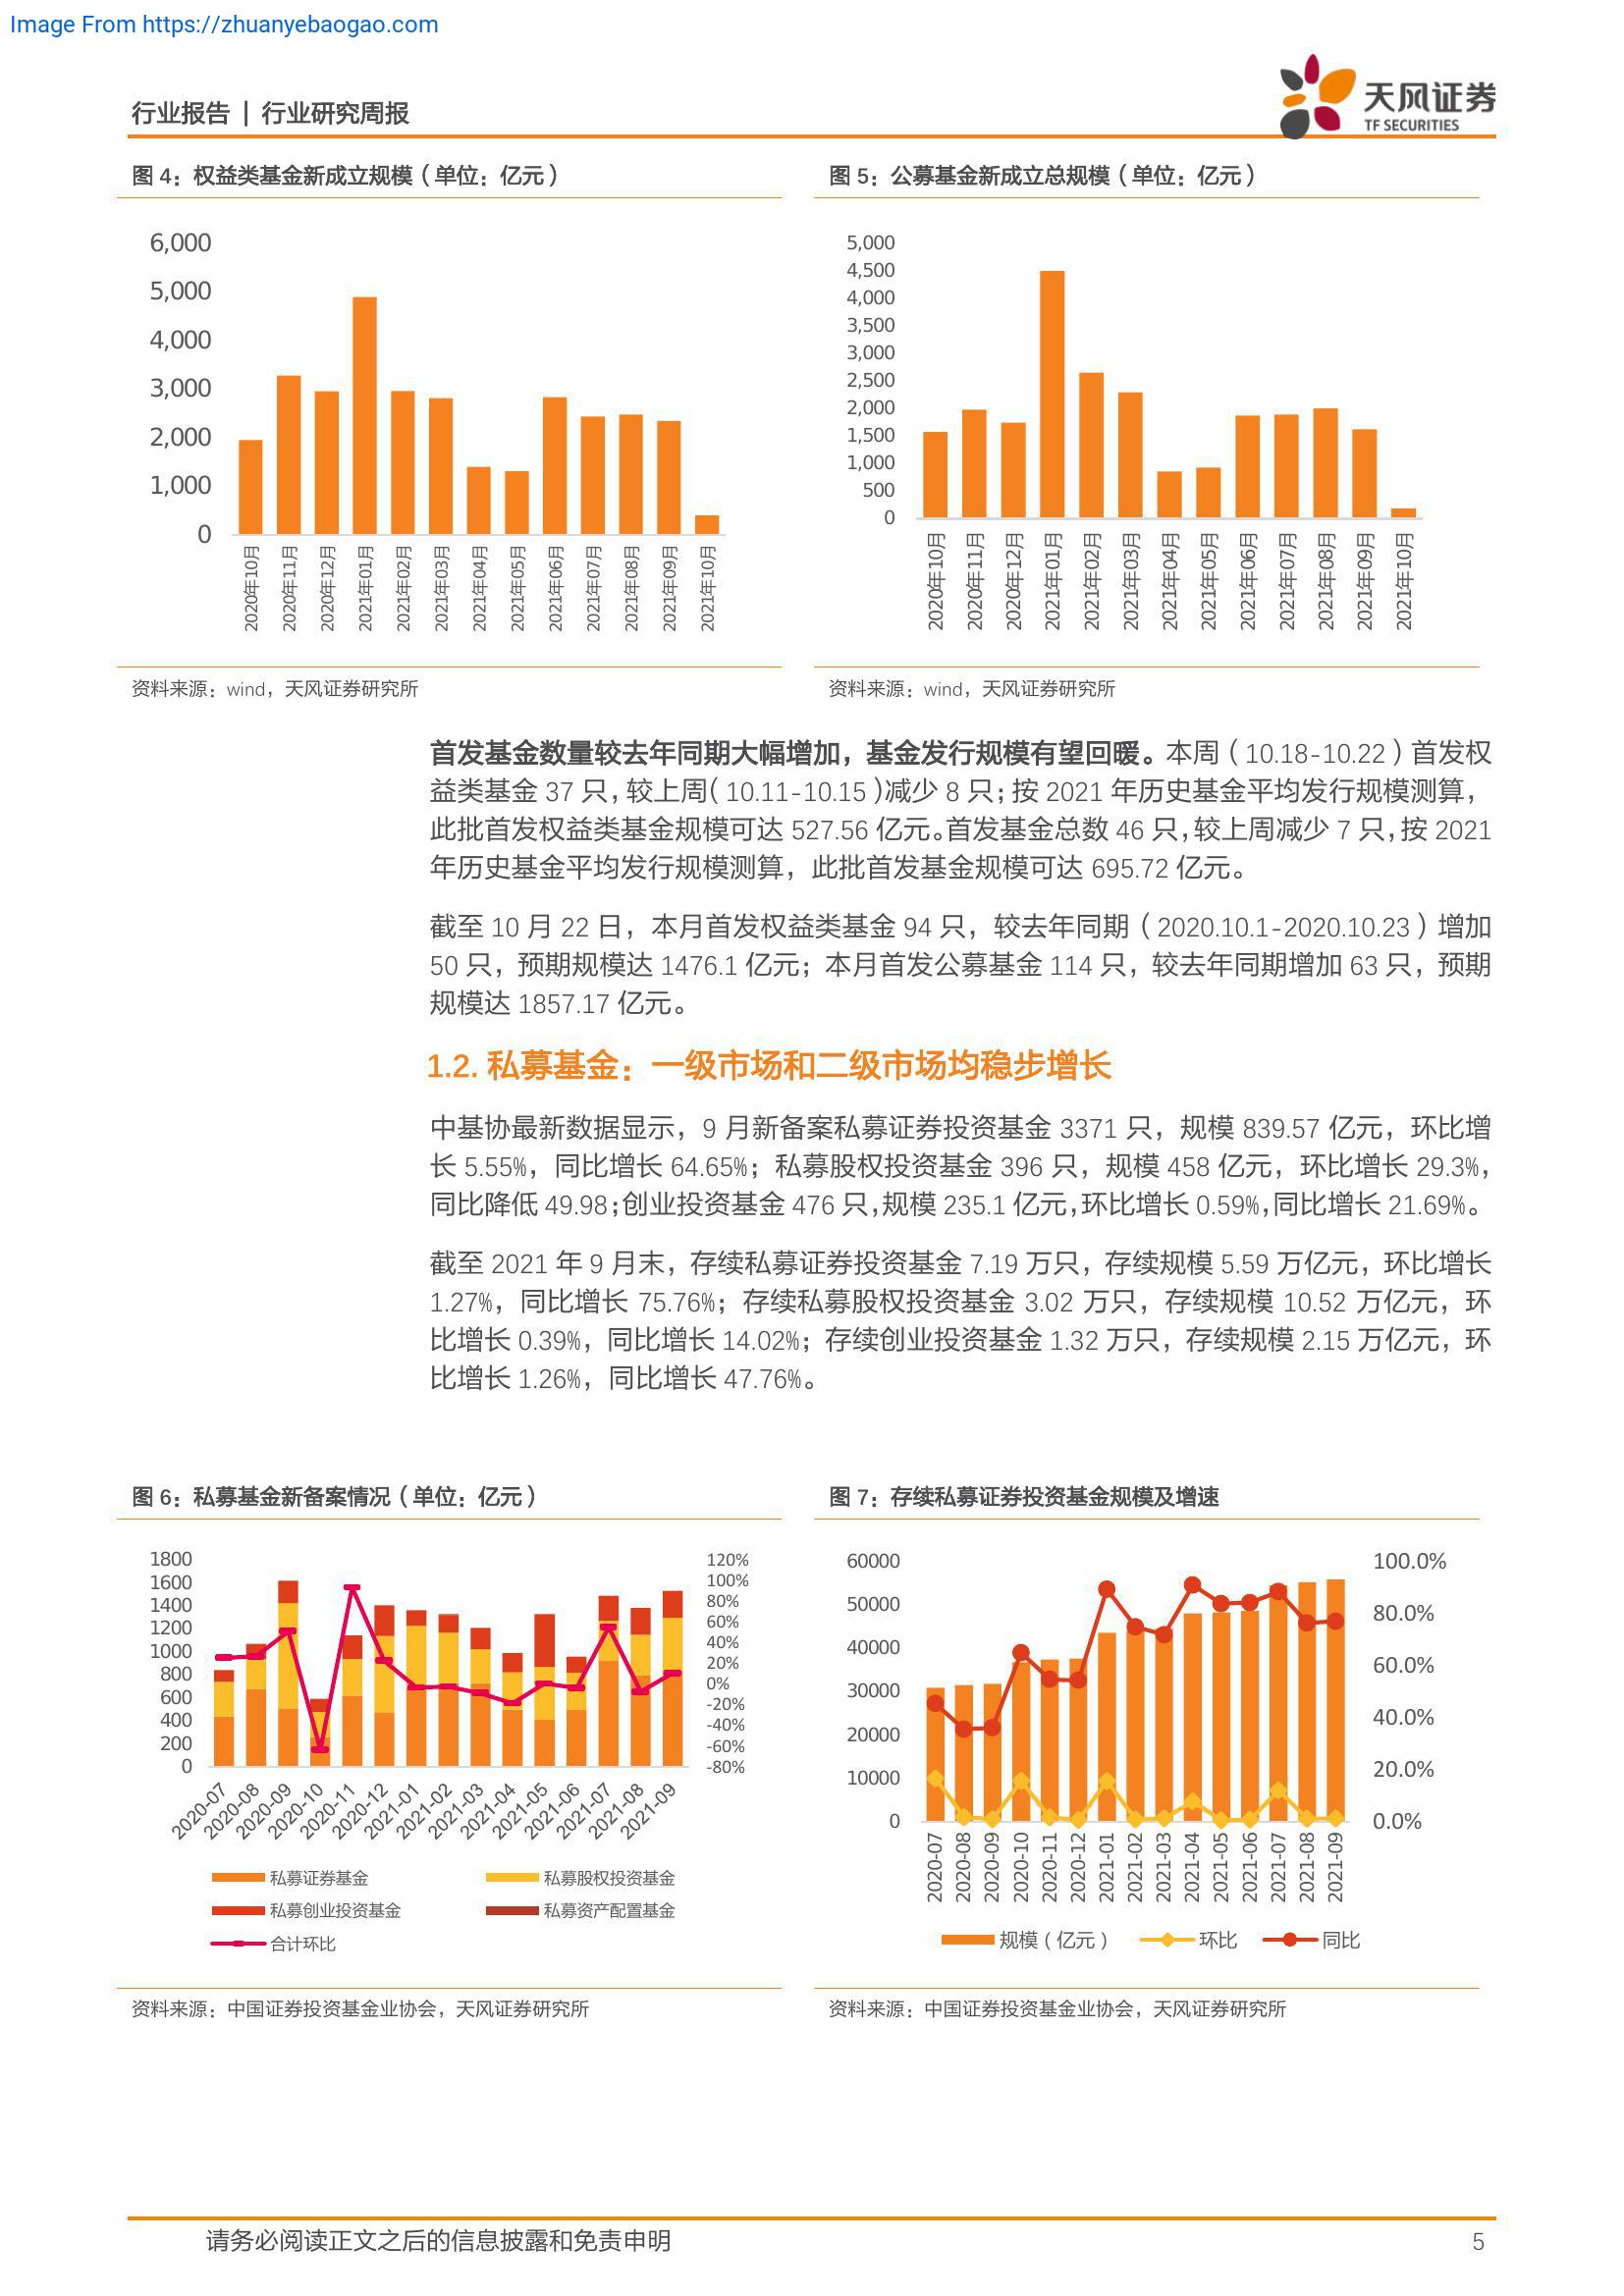 Image From https://zhuanyebaogao.com
行业报告 | 行业研究周报
天风证券
TF SECURITIES
图 4：权益类基金新成立规模（单位：亿元）
6,000
5,000
4,000
3,000
2,000
1,000
0
2020年10月
2020年11月
2020年12月
2021年01月
2021年02月
2021年03月
2021年04月
2021年05月
2021年06月
2021年07月
2021年08月
2021年09月
2021年10月
资料来源：wind，天风证券研究所
图 5：公募基金新成立总规模（单位：亿元）
5,000
4,500
4,000
3,500
3,000
2,500
2,000
1,500
1,000
500
0
2020年10月
2020年11月
2020年12月
2021年01月
2021年02月
2021年03月
2021年04月
2021年05月
2021年06月
2021年07月
2021年08月
2021年09月
2021年10月
资料来源：wind，天风证券研究所
首发基金数量较去年同期大幅增加，基金发行规模有望回暖。本周（10.18-10.22）首发权
益类基金 37 只，较上周（10.11-10.15）减少 8 只；按 2021 年历史基金平均发行规模测算，
此批首发权益类基金规模可达 527.56 亿元。首发基金总数 46 只，较上周减少 7 只，按 2021
年历史基金平均发行规模测算，此批首发基金规模可达 695.72 亿元。
截至 10 月 22 日，本月首发权益类基金 94 只，较去年同期（2020.10.1-2020.10.23）增加
50 只，预期规模达 1476.1 亿元；本月首发公募基金 114 只，较去年同期增加 63 只，预期
规模达 1857.17 亿元。
1.2. 私募基金：一级市场和二级市场均稳步增长
中基协最新数据显示，9 月新备案私募证券投资基金 3371 只，规模 839.57 亿元，环比增
长 5.55%，同比增长 64.65%；私募股权投资基金 396 只，规模 458 亿元，环比增长 29.3%，
同比降低 49.98；创业投资基金 476 只，规模 235.1 亿元，环比增长 0.59%，同比增长 21.69%。
截至 2021 年 9 月末，存续私募证券投资基金 7.19 万只，存续规模 5.59 万亿元，环比增长
1.27%，同比增长 75.76%；存续私募股权投资基金 3.02 万只，存续规模 10.52 万亿元，环
比增长 0.39%，同比增长 14.02%；存续创业投资基金 1.32 万只，存续规模 2.15 万亿元，环
比增长 1.26%，同比增长 47.76%。
图 6：私募基金新备案情况（单位：亿元）
1800
1600
1400
1200
1000
800
600
400
200
0
120%
100%
80%
60%
40%
20%
0%
-20%
-40%
-60%
-80%
2020-07
2020-08
2020-09
2020-10
2020-11
2020-12
2021-01
2021-02
2021-03
2021-04
2021-05
2021-06
2021-07
2021-08
2021-09
私募证券基金
私募股权投资基金
私募创业投资基金
私募资产配置基金
合计环比
资料来源：中国证券投资基金业协会，天风证券研究所
图 7：存续私募证券投资基金规模及增速
60000
50000
40000
30000
20000
10000
0
100.0%
80.0%
60.0%
40.0%
20.0%
0.0%
2020-07
2020-08
2020-09
2020-10
2020-11
2020-12
2021-01
2021-02
2021-03
2021-04
2021-05
2021-06
2021-07
2021-08
2021-09
规模（亿元）
环比
同比
资料来源：中国证券投资基金业协会，天风证券研究所
请务必阅读正文之后的信息披露和免责申明
5